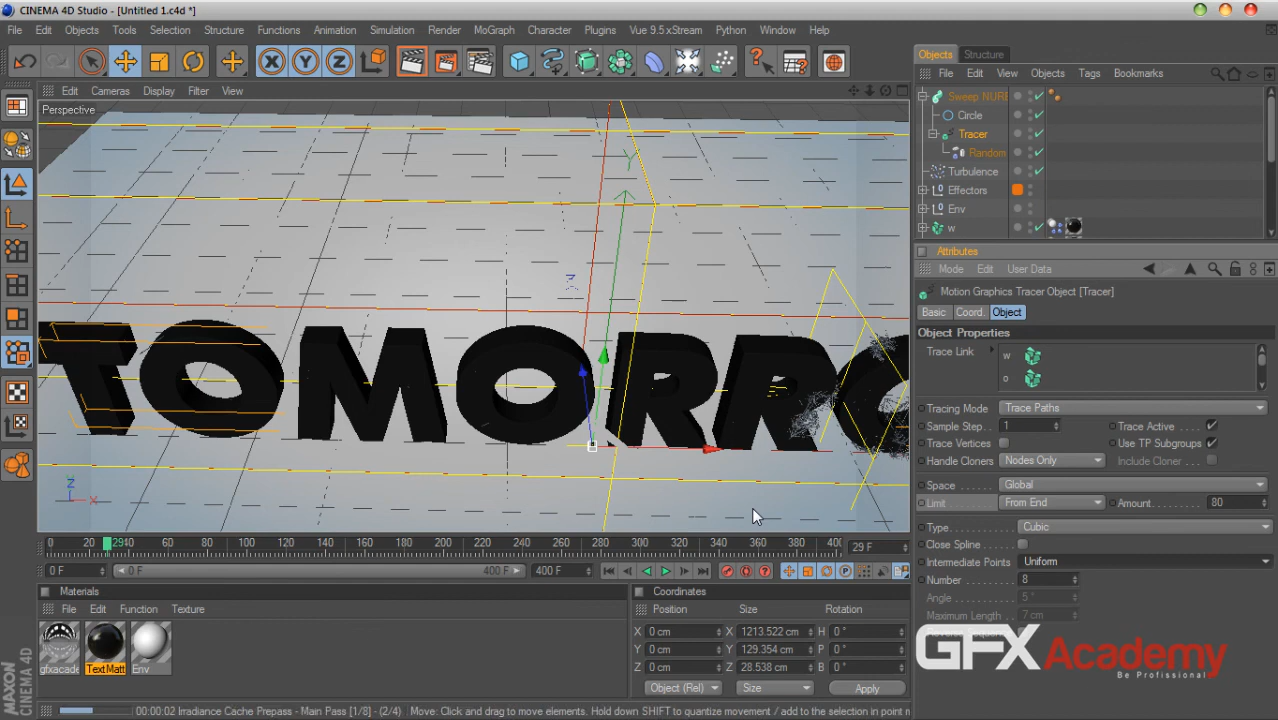 CINEMA 4D Studio - [Untitled 1.c4d *]
File Edit Objects Tools Selection Structure Functions Animation Simulation Render MoGraph Character Plugins Vue 9.5 xStream Python Window Help
Objects Structure
File Edit View Objects Tags Bookmarks
Edit Cameras Display Filter View
Perspective
Sweep NURB
Circle
Tracer
Random
Turbulence
Effectors
Env
w
Attributes
Mode Edit User Data
Motion Graphics Tracer Object [Tracer]
Basic Coord. Object
Object Properties
Trace Link w
o
Tracing Mode Trace Paths
Sample Step 1 Trace Active
Trace Vertices Use TP Subgroups
Handle Cloners Nodes Only Include Cloner
Space Global
Limit From End Amount 80
Type Cubic
Close Spline
Intermediate Points Uniform
Number 8
Angle 5 °
Maximum Length 7 cm
TOMORRO
Y
Z
X
0 20 2940 60 80 100 120 140 160 180 200 220 240 260 280 300 320 340 360 380 400 29 F
0 F 0 F 400 F 400 F
Materials
File Edit Function Texture
gfxacade TextMatt Env
Coordinates
Position Size Rotation
X 0 cm X 1213.522 cm H 0 °
Y 0 cm Y 129.354 cm P 0 °
Z 0 cm Z 28.538 cm B 0 °
Object (Rel) Size Apply
GFX Academy
Be Professional
MAXON CINEMA 4D
00:00:02 Irradiance Cache Prepass - Main Pass [1/8] - (2/4) Move: Click and drag to move elements. Hold down SHIFT to quantize movement / add to the selection in point n